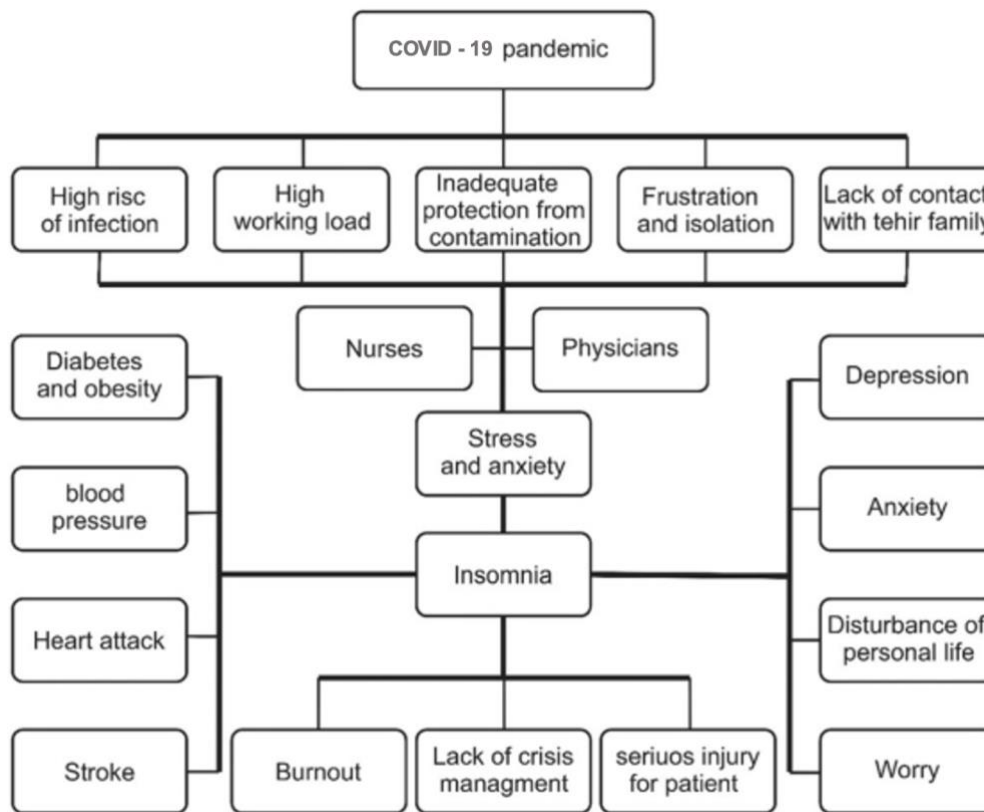 COVID - 19 pandemic
High risc
of infection
High
working load
Inadequate
protection from
contamination
Frustration
and isolation
Lack of contact
with tehir family
Nurses
Physicians
Diabetes
and obesity
Depression
Stress
and anxiety
blood
pressure
Anxiety
Insomnia
Heart attack
Disturbance of
personal life
Stroke
Burnout
Lack of crisis
managment
seriuos injury
for patient
Worry